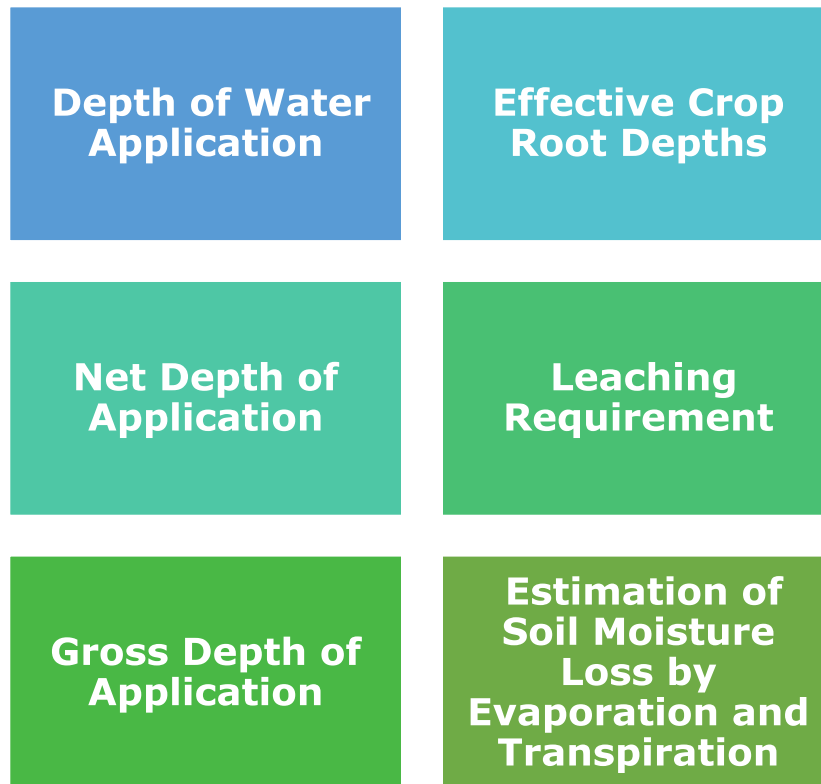 Depth of Water
Application
Effective Crop
Root Depths
Net Depth of
Application
Leaching
Requirement
Gross Depth of
Application
Estimation of
Soil Moisture
Loss by
Evaporation and
Transpiration